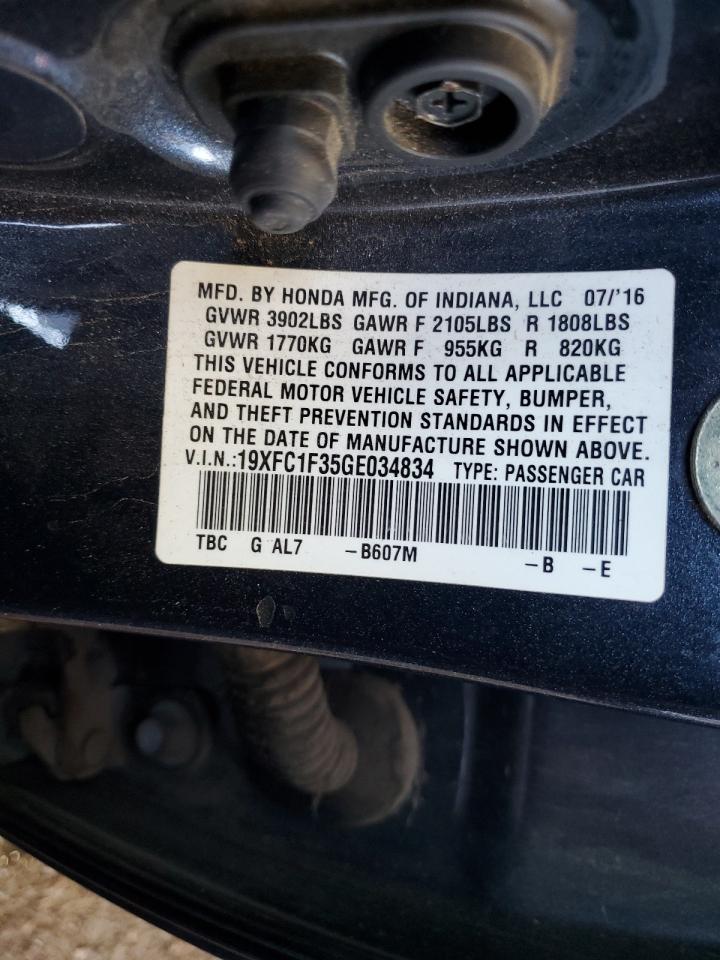 MFD. BY HONDA MFG. OF INDIANA, LLC 07/'16
GVWR 3902LBS GAWR F 2105LBS R 1808LBS
GVWR 1770KG GAWR F 955KG R 820KG
THIS VEHICLE CONFORMS TO ALL APPLICABLE
FEDERAL MOTOR VEHICLE SAFETY, BUMPER,
AND THEFT PREVENTION STANDARDS IN EFFECT
ON THE DATE OF MANUFACTURE SHOWN ABOVE.
V.I.N.:19XFC1F35GE034834 TYPE: PASSENGER CAR
TBC G AL7 -B607M -B -E